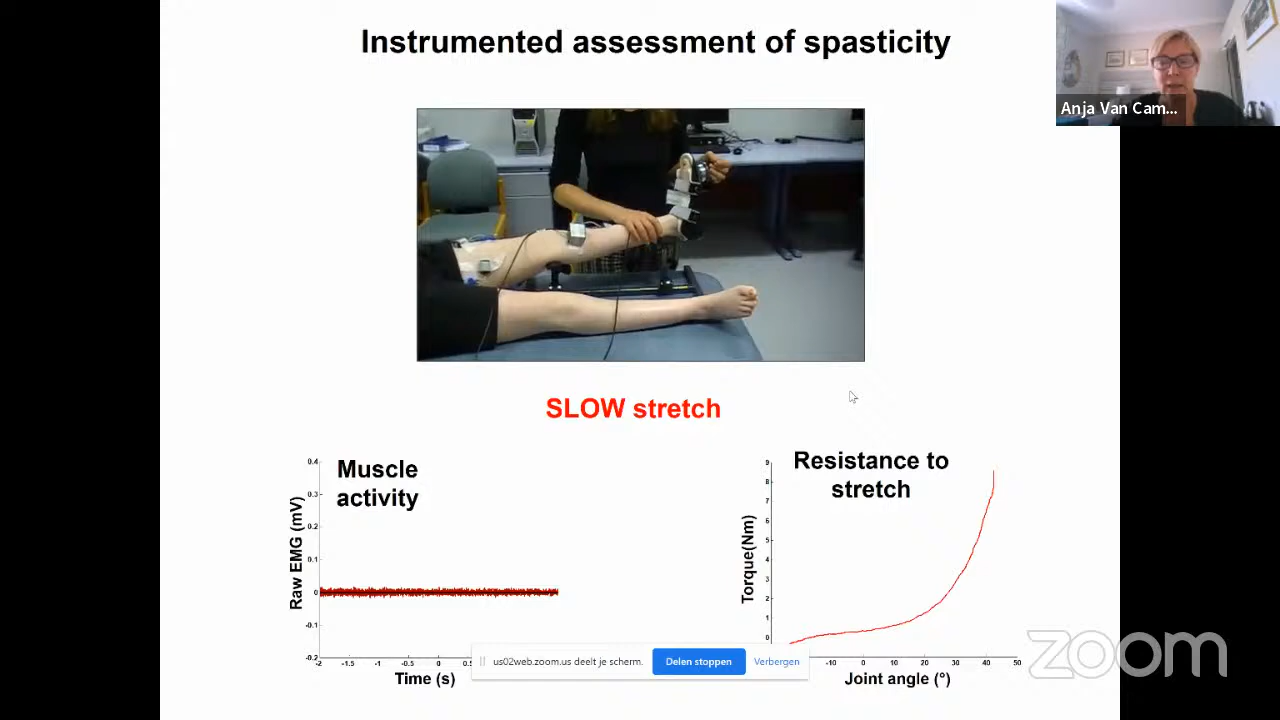 Instrumented assessment of spasticity
Anja Van Cam...
SLOW stretch
Muscle
activity
Raw EMG (mV)
0.4
0.3
0.2
0.1
0
-0.1
-0.2
-2
-1.5
-1
-0.5
0
0.5
Time (s)
Resistance to
stretch
Torque(Nm)
9
8
7
6
5
4
3
2
1
0
-10
0
10
20
30
40
50
Joint angle (°)
us02web.zoom.us deelt je scherm.
Delen stoppen
Verbergen
zoom